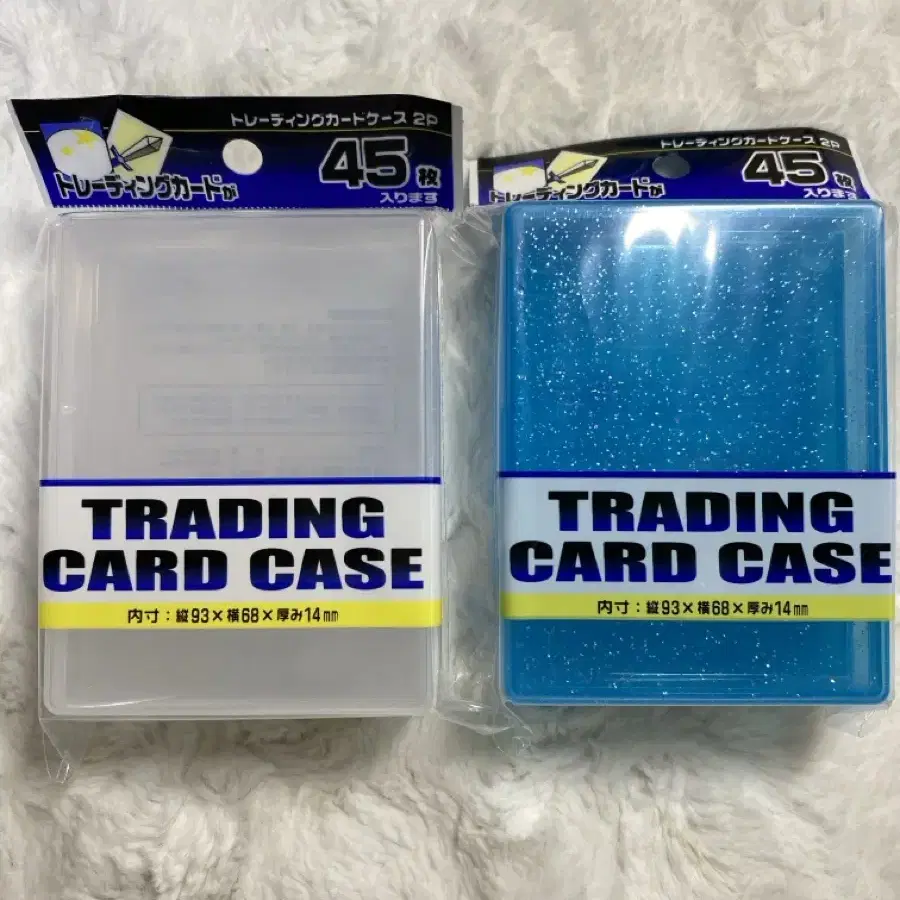 トレーディングカードケース 2P
トレーディングカードが
45枚
入ります
TRADING
CARD CASE
内寸：縦93×横68×厚み14㎜
トレーディングカードケース 2P
トレーディングカードが
45枚
入ります
TRADING
CARD CASE
内寸：縦93×横68×厚み14㎜